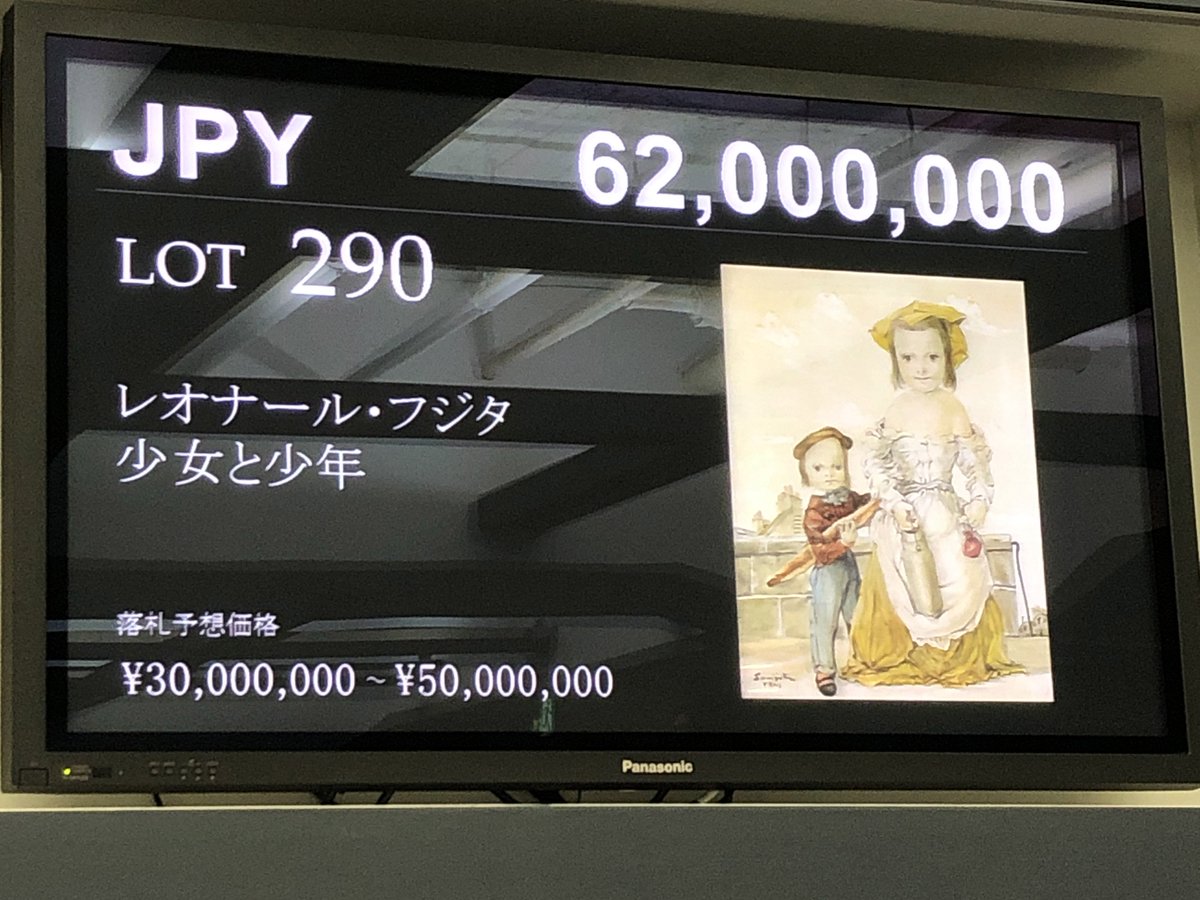 JPY 62,000,000
LOT 290
レオナール・フジタ
少女と少年
落札予想価格
¥30,000,000 ~ ¥50,000,000
Panasonic